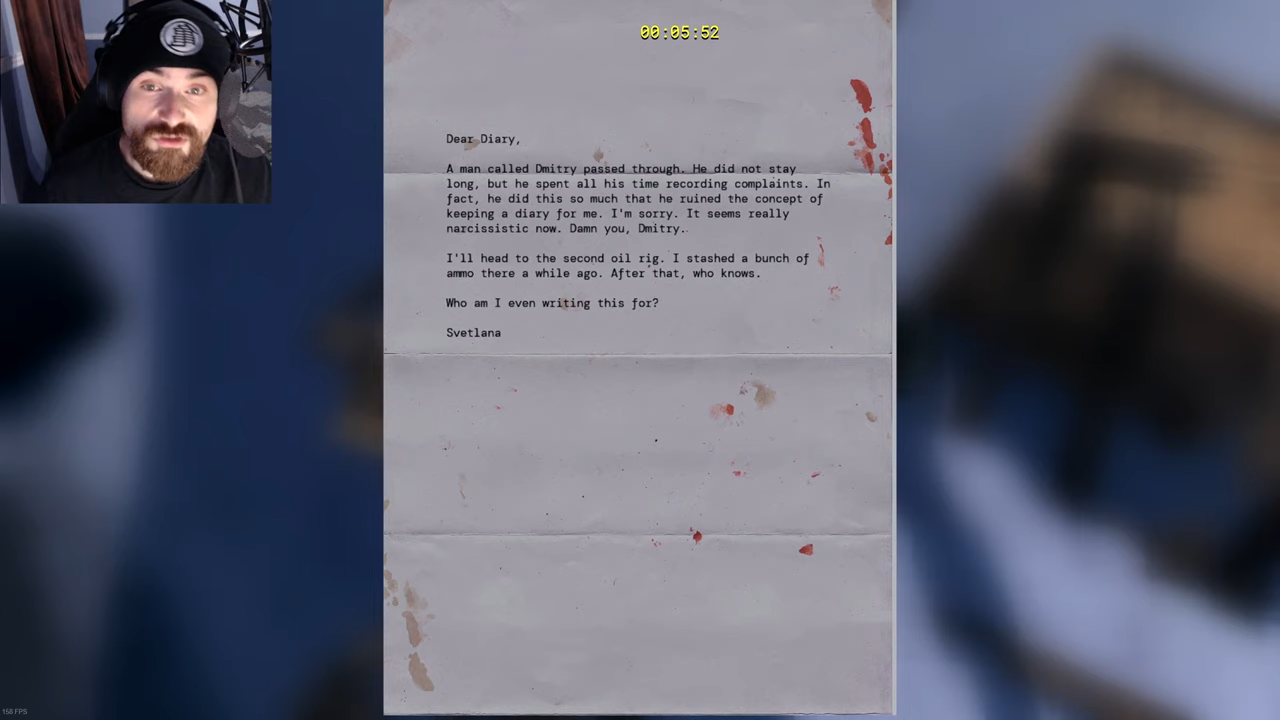 00:05:52
Dear Diary,
A man called Dmitry passed through. He did not stay
long, but he spent all his time recording complaints. In
fact, he did this so much that he ruined the concept of
keeping a diary for me. I'm sorry. It seems really
narcissistic now. Damn you, Dmitry.
I'll head to the second oil rig. I stashed a bunch of
ammo there a while ago. After that, who knows.
Who am I even writing this for?
Svetlana
158 FPS